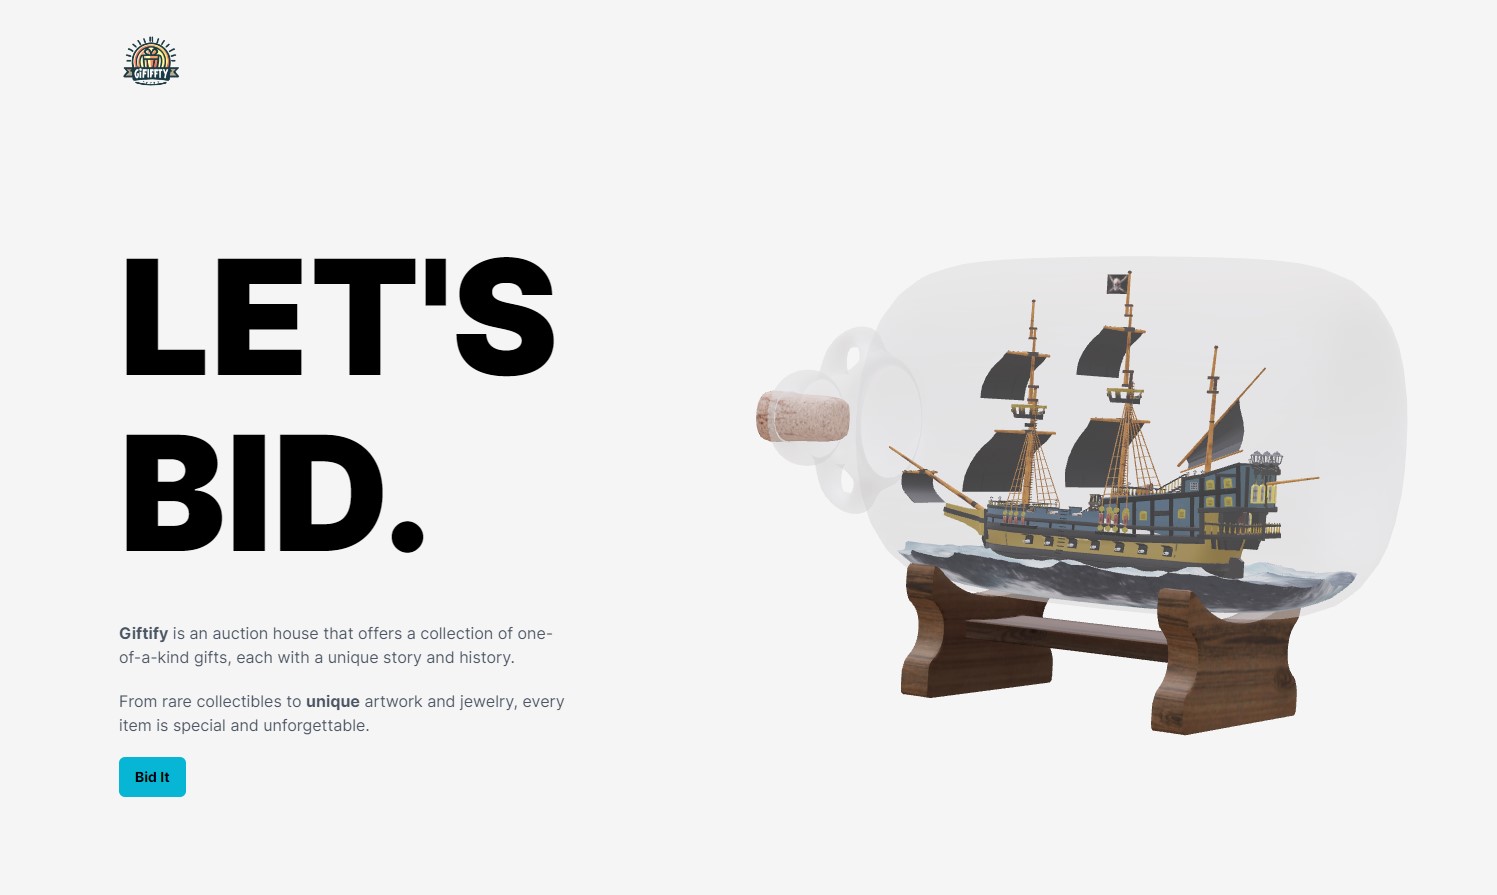 GiFIFFTY
LET'S
BID.
Giftify is an auction house that offers a collection of one-
of-a-kind gifts, each with a unique story and history.
From rare collectibles to unique artwork and jewelry, every
item is special and unforgettable.
Bid It